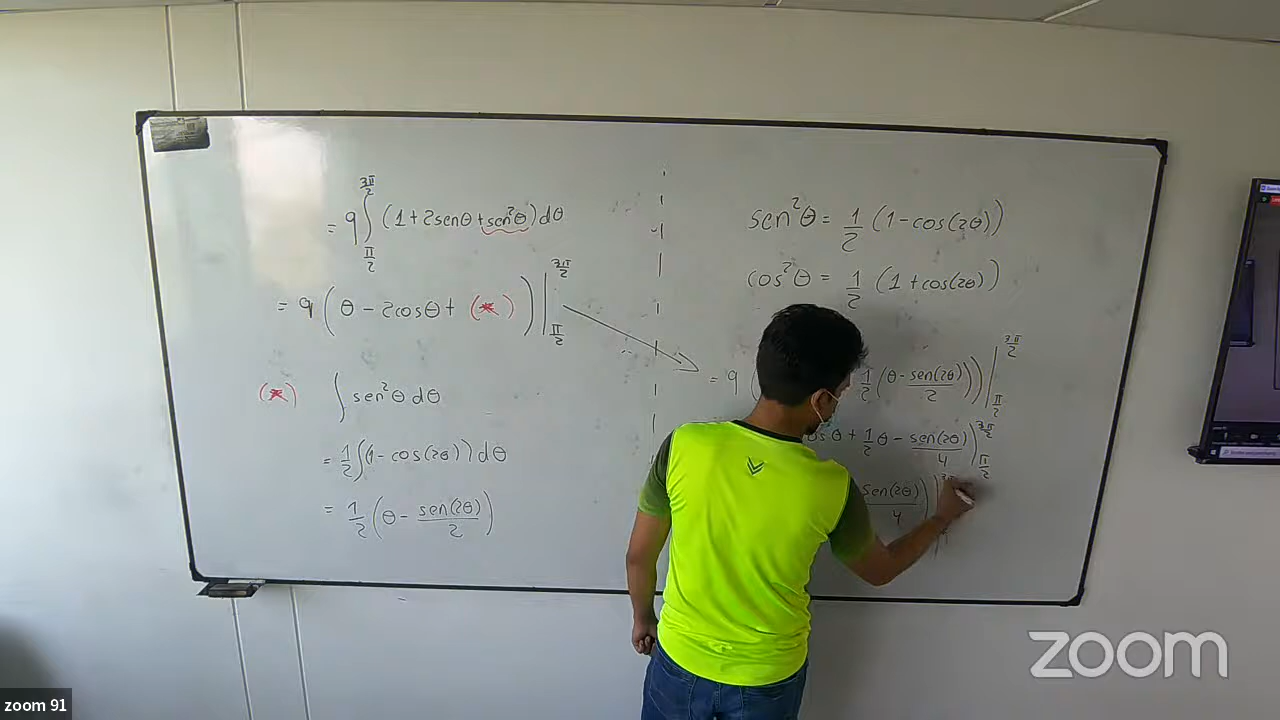 = 9 ∫_{π/2}^{3π/2} (1+2senθ+sen²θ)dθ
= 9 (θ − 2cosθ + (*) ) |_{π/2}^{3π/2}
(*) ∫ sen²θ dθ
= 1/2 ∫(1−cos(2θ))dθ
= 1/2 (θ − sen(2θ)/2)
sen²θ = 1/2 (1−cos(2θ))
cos²θ = 1/2 (1+cos(2θ))
= 9 ( 1/2 (θ − sen(2θ)/2)) |_{π/2}^{3π/2}
θ + 1/2 θ − sen(2θ)/4 )_{π/2}^{3π/2}
sen(2θ)/4 ) |
zoom
zoom 91